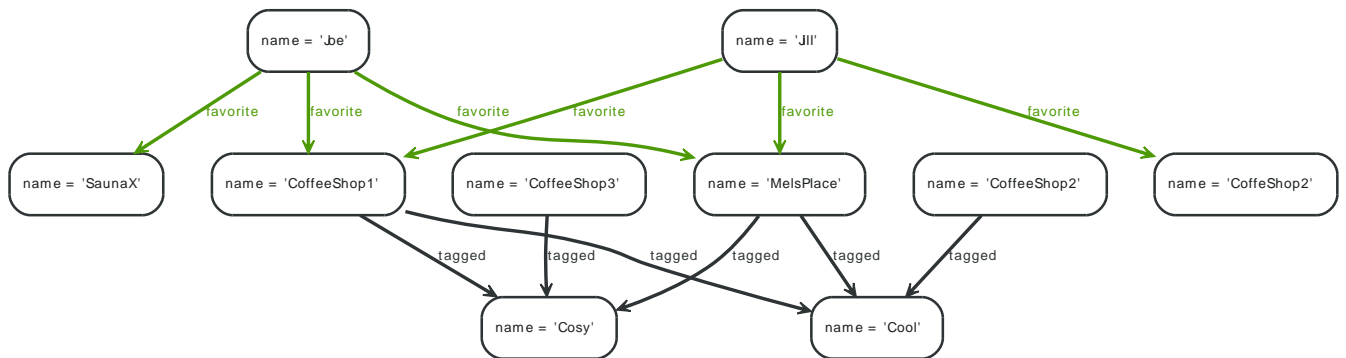 name = 'Joe'
name = 'Jill'
favorite
favorite
favorite
favorite
favorite
favorite
name = 'SaunaX'
name = 'CoffeeShop1'
name = 'CoffeeShop3'
name = 'MelsPlace'
name = 'CoffeeShop2'
name = 'CoffeShop2'
tagged
tagged
tagged
tagged
tagged
tagged
name = 'Cosy'
name = 'Cool'